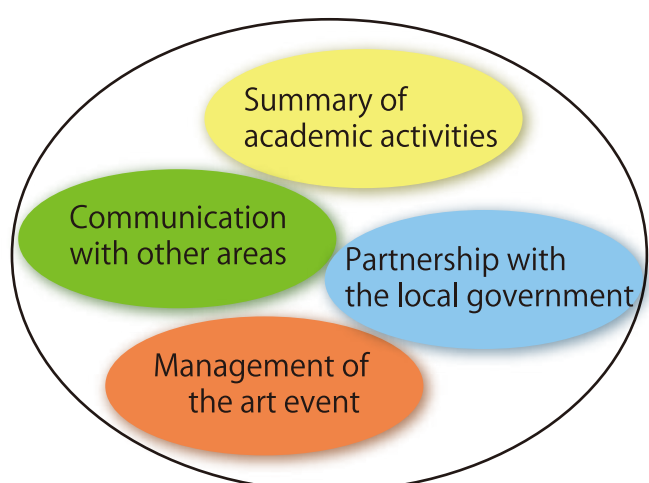 Summary of
academic activities
Communication
with other areas
Partnership with
the local government
Management of
the art event